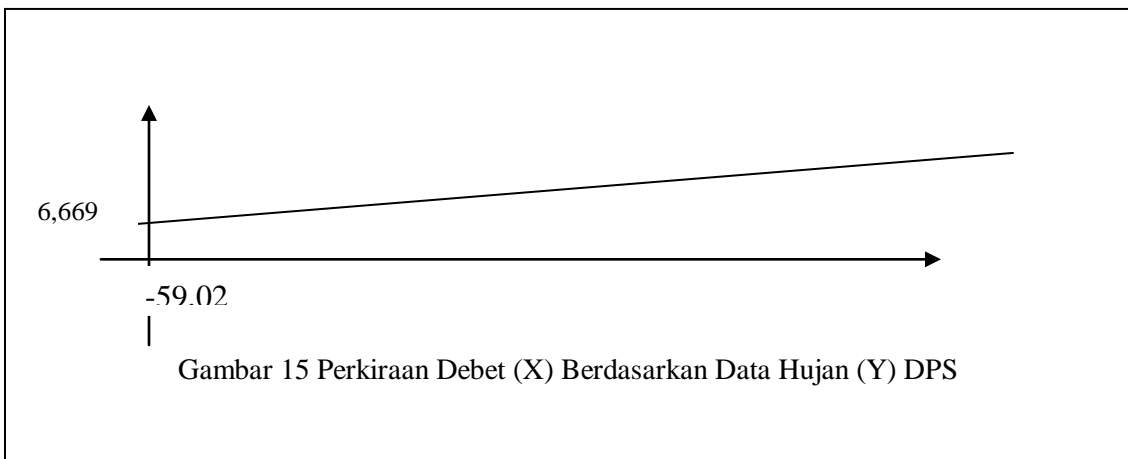 6,669
-59.02
Gambar 15 Perkiraan Debet (X) Berdasarkan Data Hujan (Y) DPS